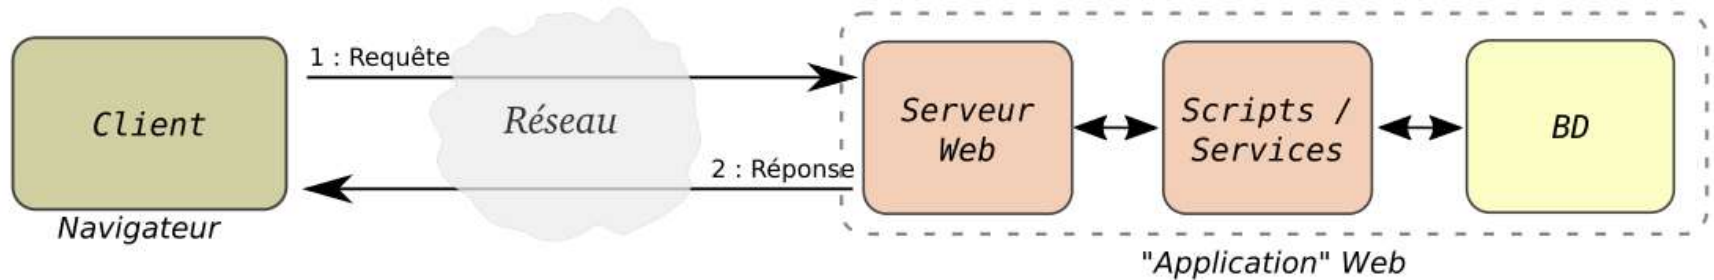 1 : Requête
Client
Réseau
2 : Réponse
Navigateur
Serveur
Web
Scripts /
Services
BD
"Application" Web